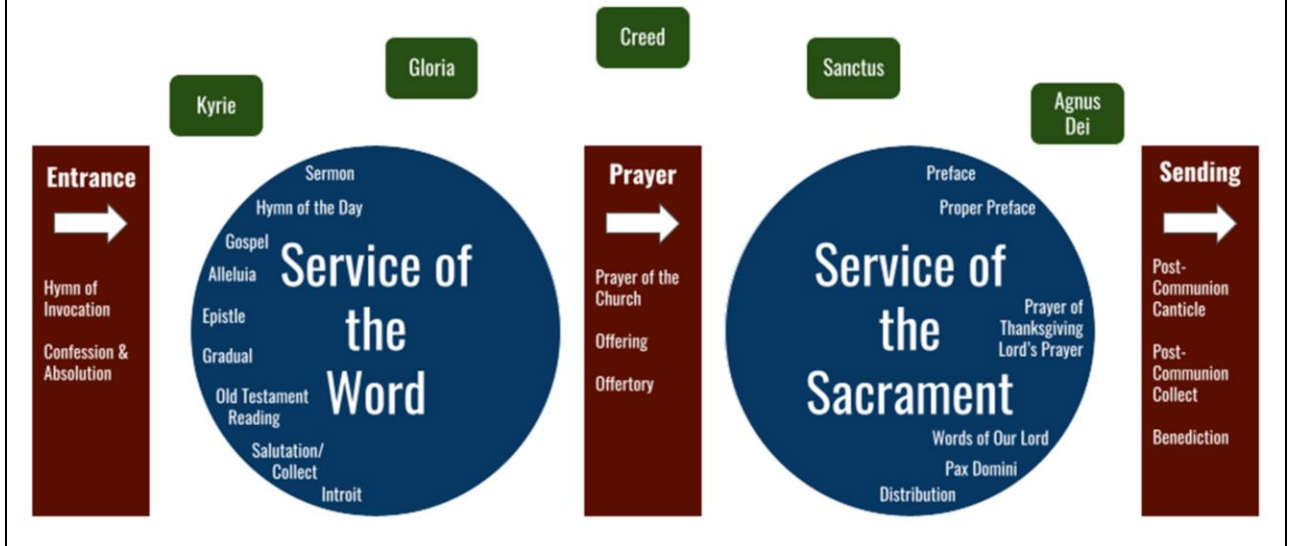 Creed
Gloria
Sanctus
Kyrie
Agnus
Dei
Entrance
Hymn of
Invocation
Confession &
Absolution
Sermon
Hymn of the Day
Gospel
Alleluia
Epistle
Gradual
Old Testament
Reading
Salutation/
Collect
Introit
Service of
the
Word
Prayer
Prayer of the
Church
Offering
Offertory
Preface
Proper Preface
Service of
the
Sacrament
Prayer of
Thanksgiving
Lord's Prayer
Words of Our Lord
Pax Domini
Distribution
Sending
Post-
Communion
Canticle
Post-
Communion
Collect
Benediction